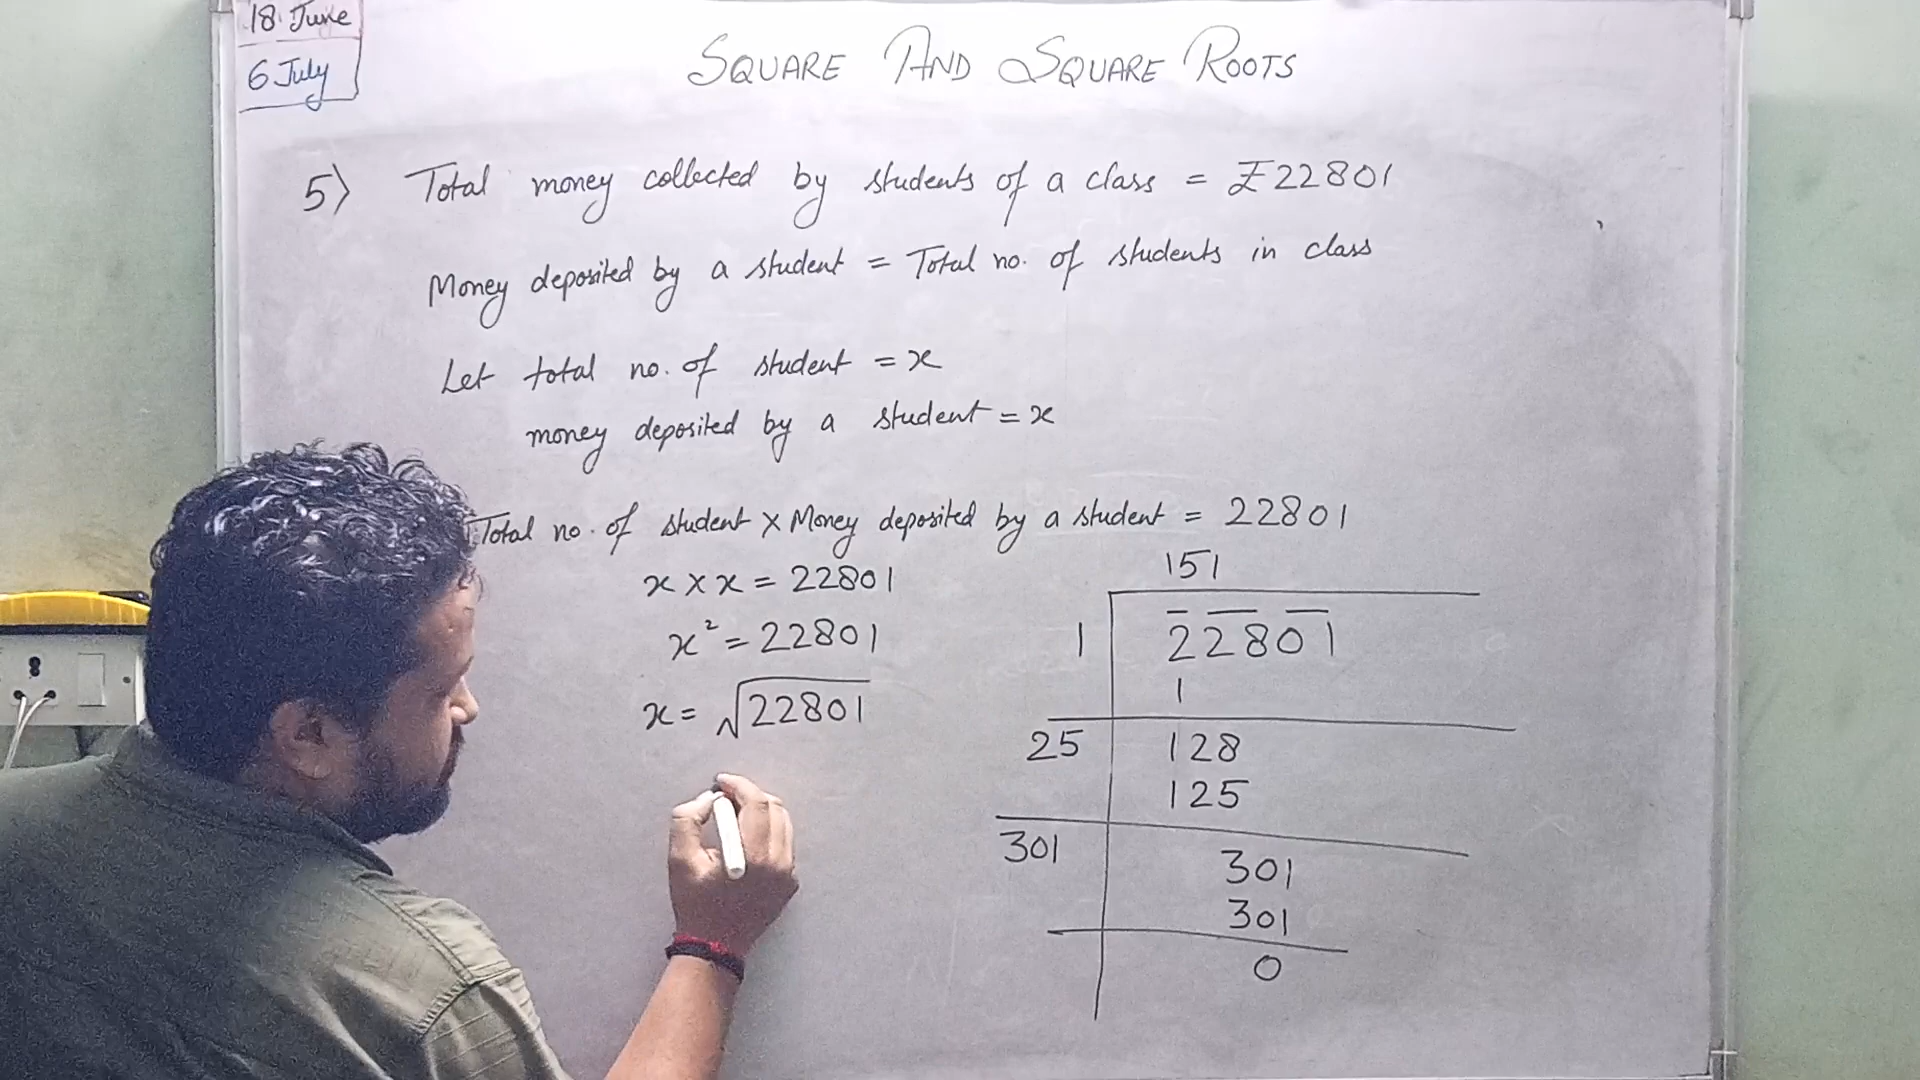 18 June
6 July
SQUARE AND SQUARE ROOTS
5) Total money collected by students of a class = ₹22801
Money deposited by a student = Total no. of students in class
Let total no. of student = x
money deposited by a student = x
Total no. of student × Money deposited by a student = 22801
x × x = 22801
x² = 22801
x = √22801
151
1 22801
1
25 128
125
301 301
301
0